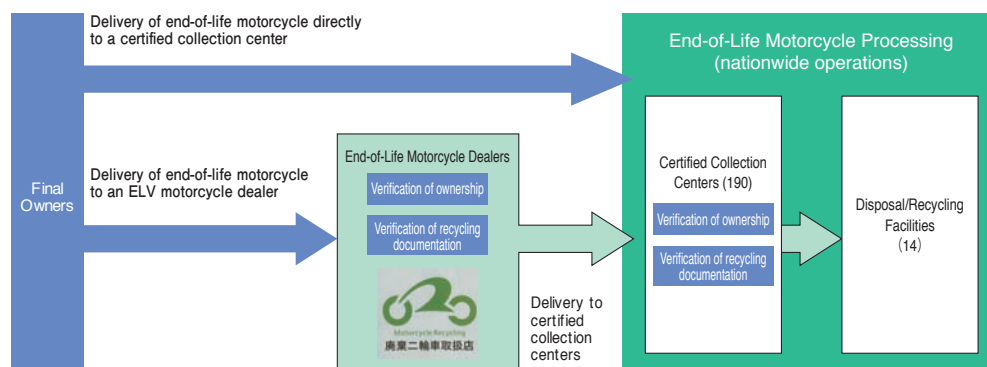 Delivery of end-of-life motorcycle directly
to a certified collection center
End-of-Life Motorcycle Processing
(nationwide operations)
Final
Owners
Delivery of end-of-life motorcycle
to an ELV motorcycle dealer
End-of-Life Motorcycle Dealers
Verification of ownership
Verification of recycling
documentation
Motorcycle Recycling
廃棄二輪車取扱店
Delivery to
certified
collection
centers
Certified Collection
Centers (190)
Verification of ownership
Verification of recycling
documentation
Disposal/Recycling
Facilities
(14)